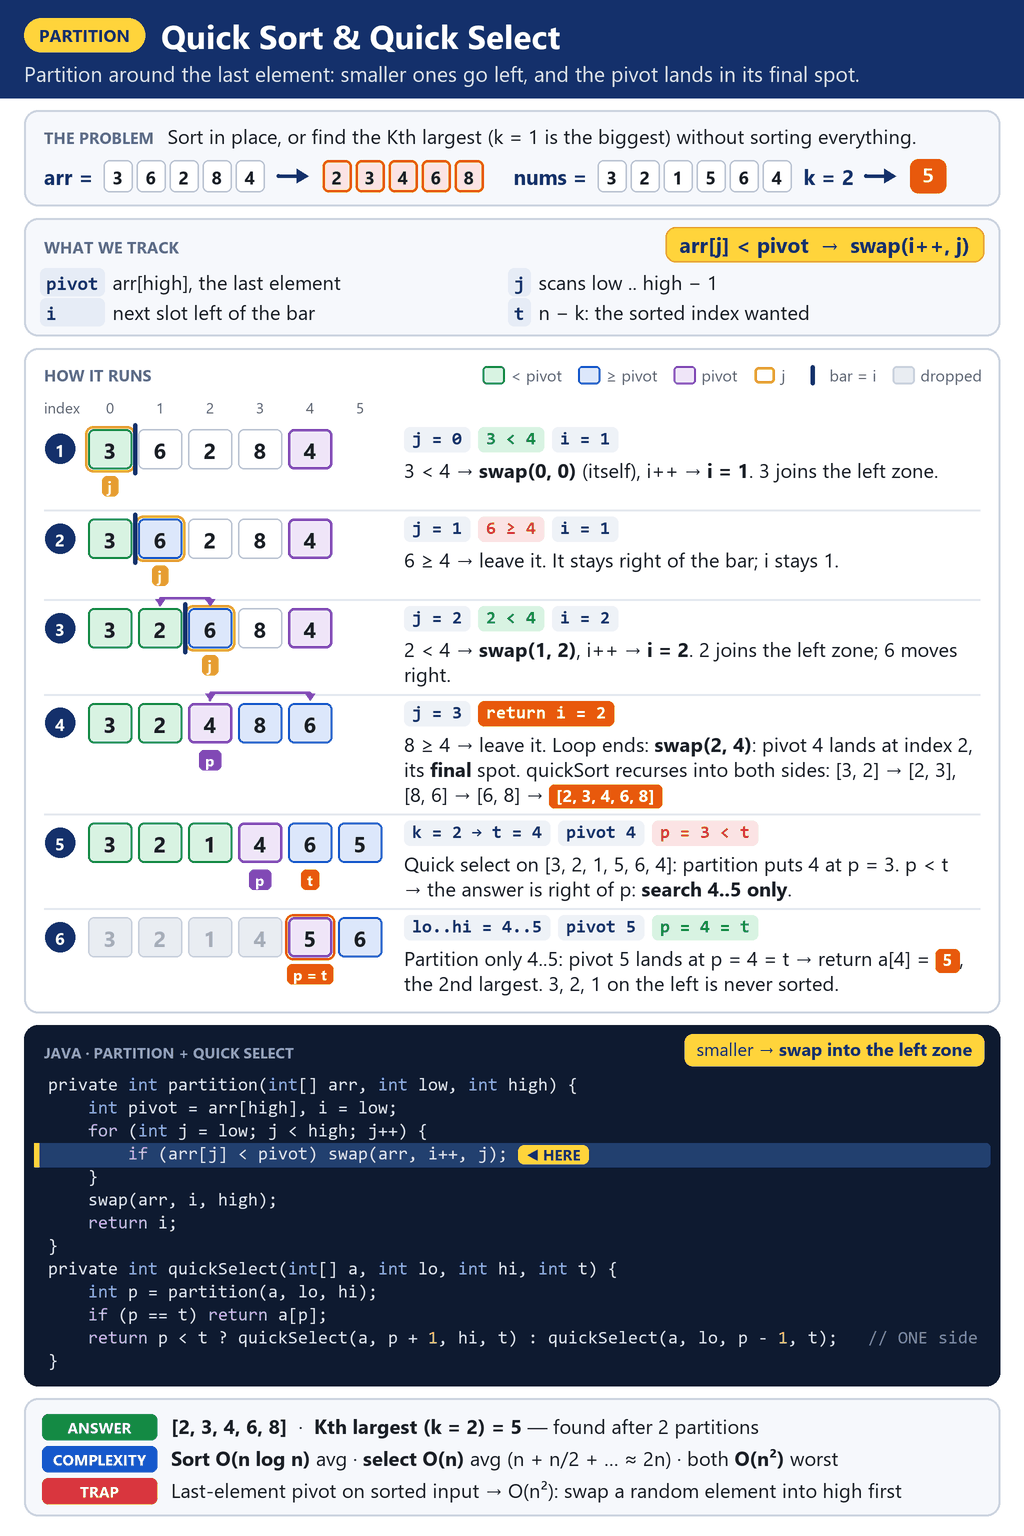 PARTITION Quick Sort & Quick Select
Partition around the last element: smaller ones go left, and the pivot lands in its final spot.
THE PROBLEM Sort in place, or find the Kth largest (k = 1 is the biggest) without sorting everything.
arr = 3 6 2 8 4 → 2 3 4 6 8 nums = 3 2 1 5 6 4 k = 2 → 5
WHAT WE TRACK arr[j] < pivot → swap(i++, j)
pivot arr[high], the last element j scans low .. high − 1
i next slot left of the bar t n − k: the sorted index wanted
HOW IT RUNS < pivot ≥ pivot pivot j bar = i dropped
index 0 1 2 3 4 5
1 3 6 2 8 4 j = 0 3 < 4 i = 1
3 < 4 → swap(0, 0) (itself), i++ → i = 1. 3 joins the left zone.
j
2 3 6 2 8 4 j = 1 6 ≥ 4 i = 1
6 ≥ 4 → leave it. It stays right of the bar; i stays 1.
j
3 3 2 6 8 4 j = 2 2 < 4 i = 2
2 < 4 → swap(1, 2), i++ → i = 2. 2 joins the left zone; 6 moves
right.
j
4 3 2 4 8 6 j = 3 return i = 2
8 ≥ 4 → leave it. Loop ends: swap(2, 4): pivot 4 lands at index 2,
p
its final spot. quickSort recurses into both sides: [3, 2] → [2, 3],
[8, 6] → [6, 8] → [2, 3, 4, 6, 8]
5 3 2 1 4 6 5 k = 2 → t = 4 pivot 4 p = 3 < t
Quick select on [3, 2, 1, 5, 6, 4]: partition puts 4 at p = 3. p < t
p t
→ the answer is right of p: search 4..5 only.
6 3 2 1 4 5 6 lo..hi = 4..5 pivot 5 p = 4 = t
Partition only 4..5: pivot 5 lands at p = 4 = t → return a[4] = 5,
p = t
the 2nd largest. 3, 2, 1 on the left is never sorted.
JAVA · PARTITION + QUICK SELECT smaller → swap into the left zone
private int partition(int[] arr, int low, int high) {
int pivot = arr[high], i = low;
for (int j = low; j < high; j++) {
if (arr[j] < pivot) swap(arr, i++, j); ◀ HERE
}
swap(arr, i, high);
return i;
}
private int quickSelect(int[] a, int lo, int hi, int t) {
int p = partition(a, lo, hi);
if (p == t) return a[p];
return p < t ? quickSelect(a, p + 1, hi, t) : quickSelect(a, lo, p - 1, t); // ONE side
}
ANSWER [2, 3, 4, 6, 8] · Kth largest (k = 2) = 5 — found after 2 partitions
COMPLEXITY Sort O(n log n) avg · select O(n) avg (n + n/2 + … ≈ 2n) · both O(n²) worst
TRAP Last-element pivot on sorted input → O(n²): swap a random element into high first